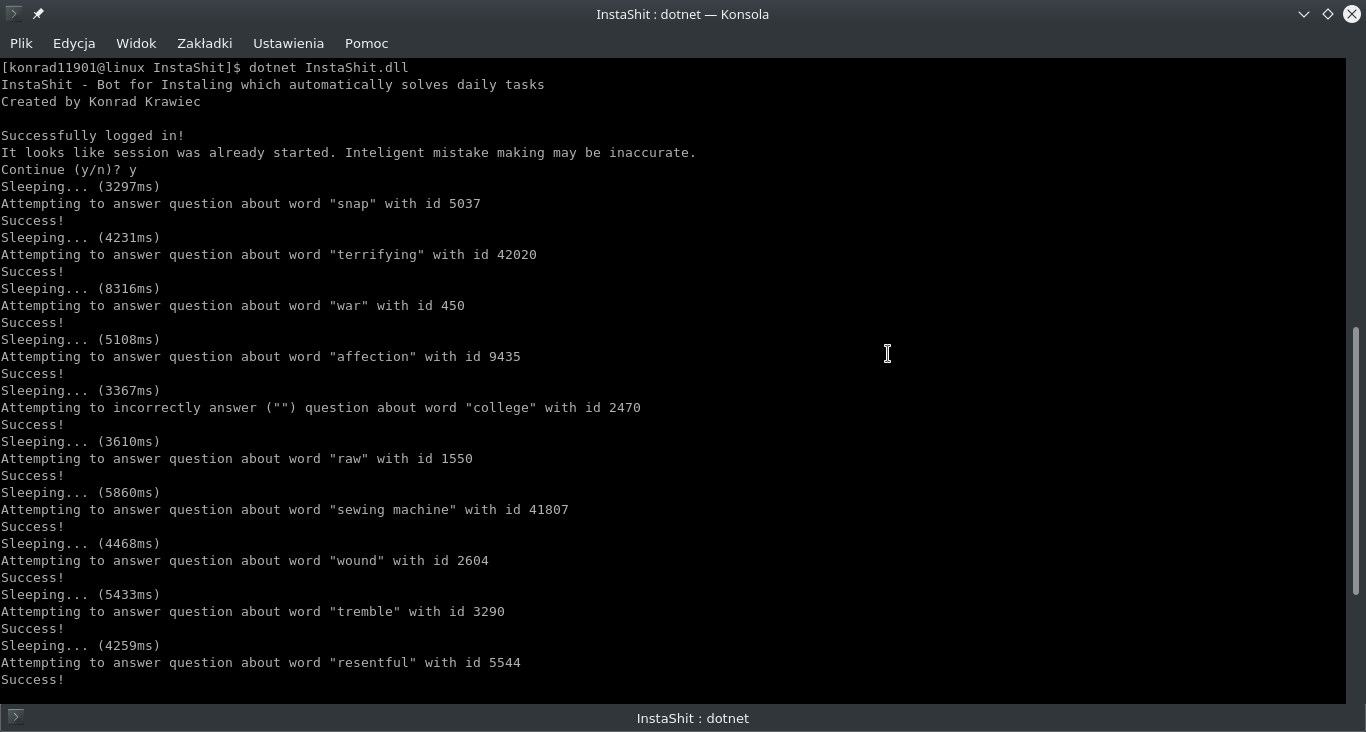 InstaShit : dotnet — Konsola
Plik Edycja Widok Zakładki Ustawienia Pomoc
[konrad11901@linux InstaShit]$ dotnet InstaShit.dll
InstaShit - Bot for Instaling which automatically solves daily tasks
Created by Konrad Krawiec
Successfully logged in!
It looks like session was already started. Inteligent mistake making may be inaccurate.
Continue (y/n)? y
Sleeping... (3297ms)
Attempting to answer question about word "snap" with id 5037
Success!
Sleeping... (4231ms)
Attempting to answer question about word "terrifying" with id 42020
Success!
Sleeping... (8316ms)
Attempting to answer question about word "war" with id 450
Success!
Sleeping... (5108ms)
Attempting to answer question about word "affection" with id 9435
Success!
Sleeping... (3367ms)
Attempting to incorrectly answer ("") question about word "college" with id 2470
Success!
Sleeping... (3610ms)
Attempting to answer question about word "raw" with id 1550
Success!
Sleeping... (5860ms)
Attempting to answer question about word "sewing machine" with id 41807
Success!
Sleeping... (4468ms)
Attempting to answer question about word "wound" with id 2604
Success!
Sleeping... (5433ms)
Attempting to answer question about word "tremble" with id 3290
Success!
Sleeping... (4259ms)
Attempting to answer question about word "resentful" with id 5544
Success!
InstaShit : dotnet